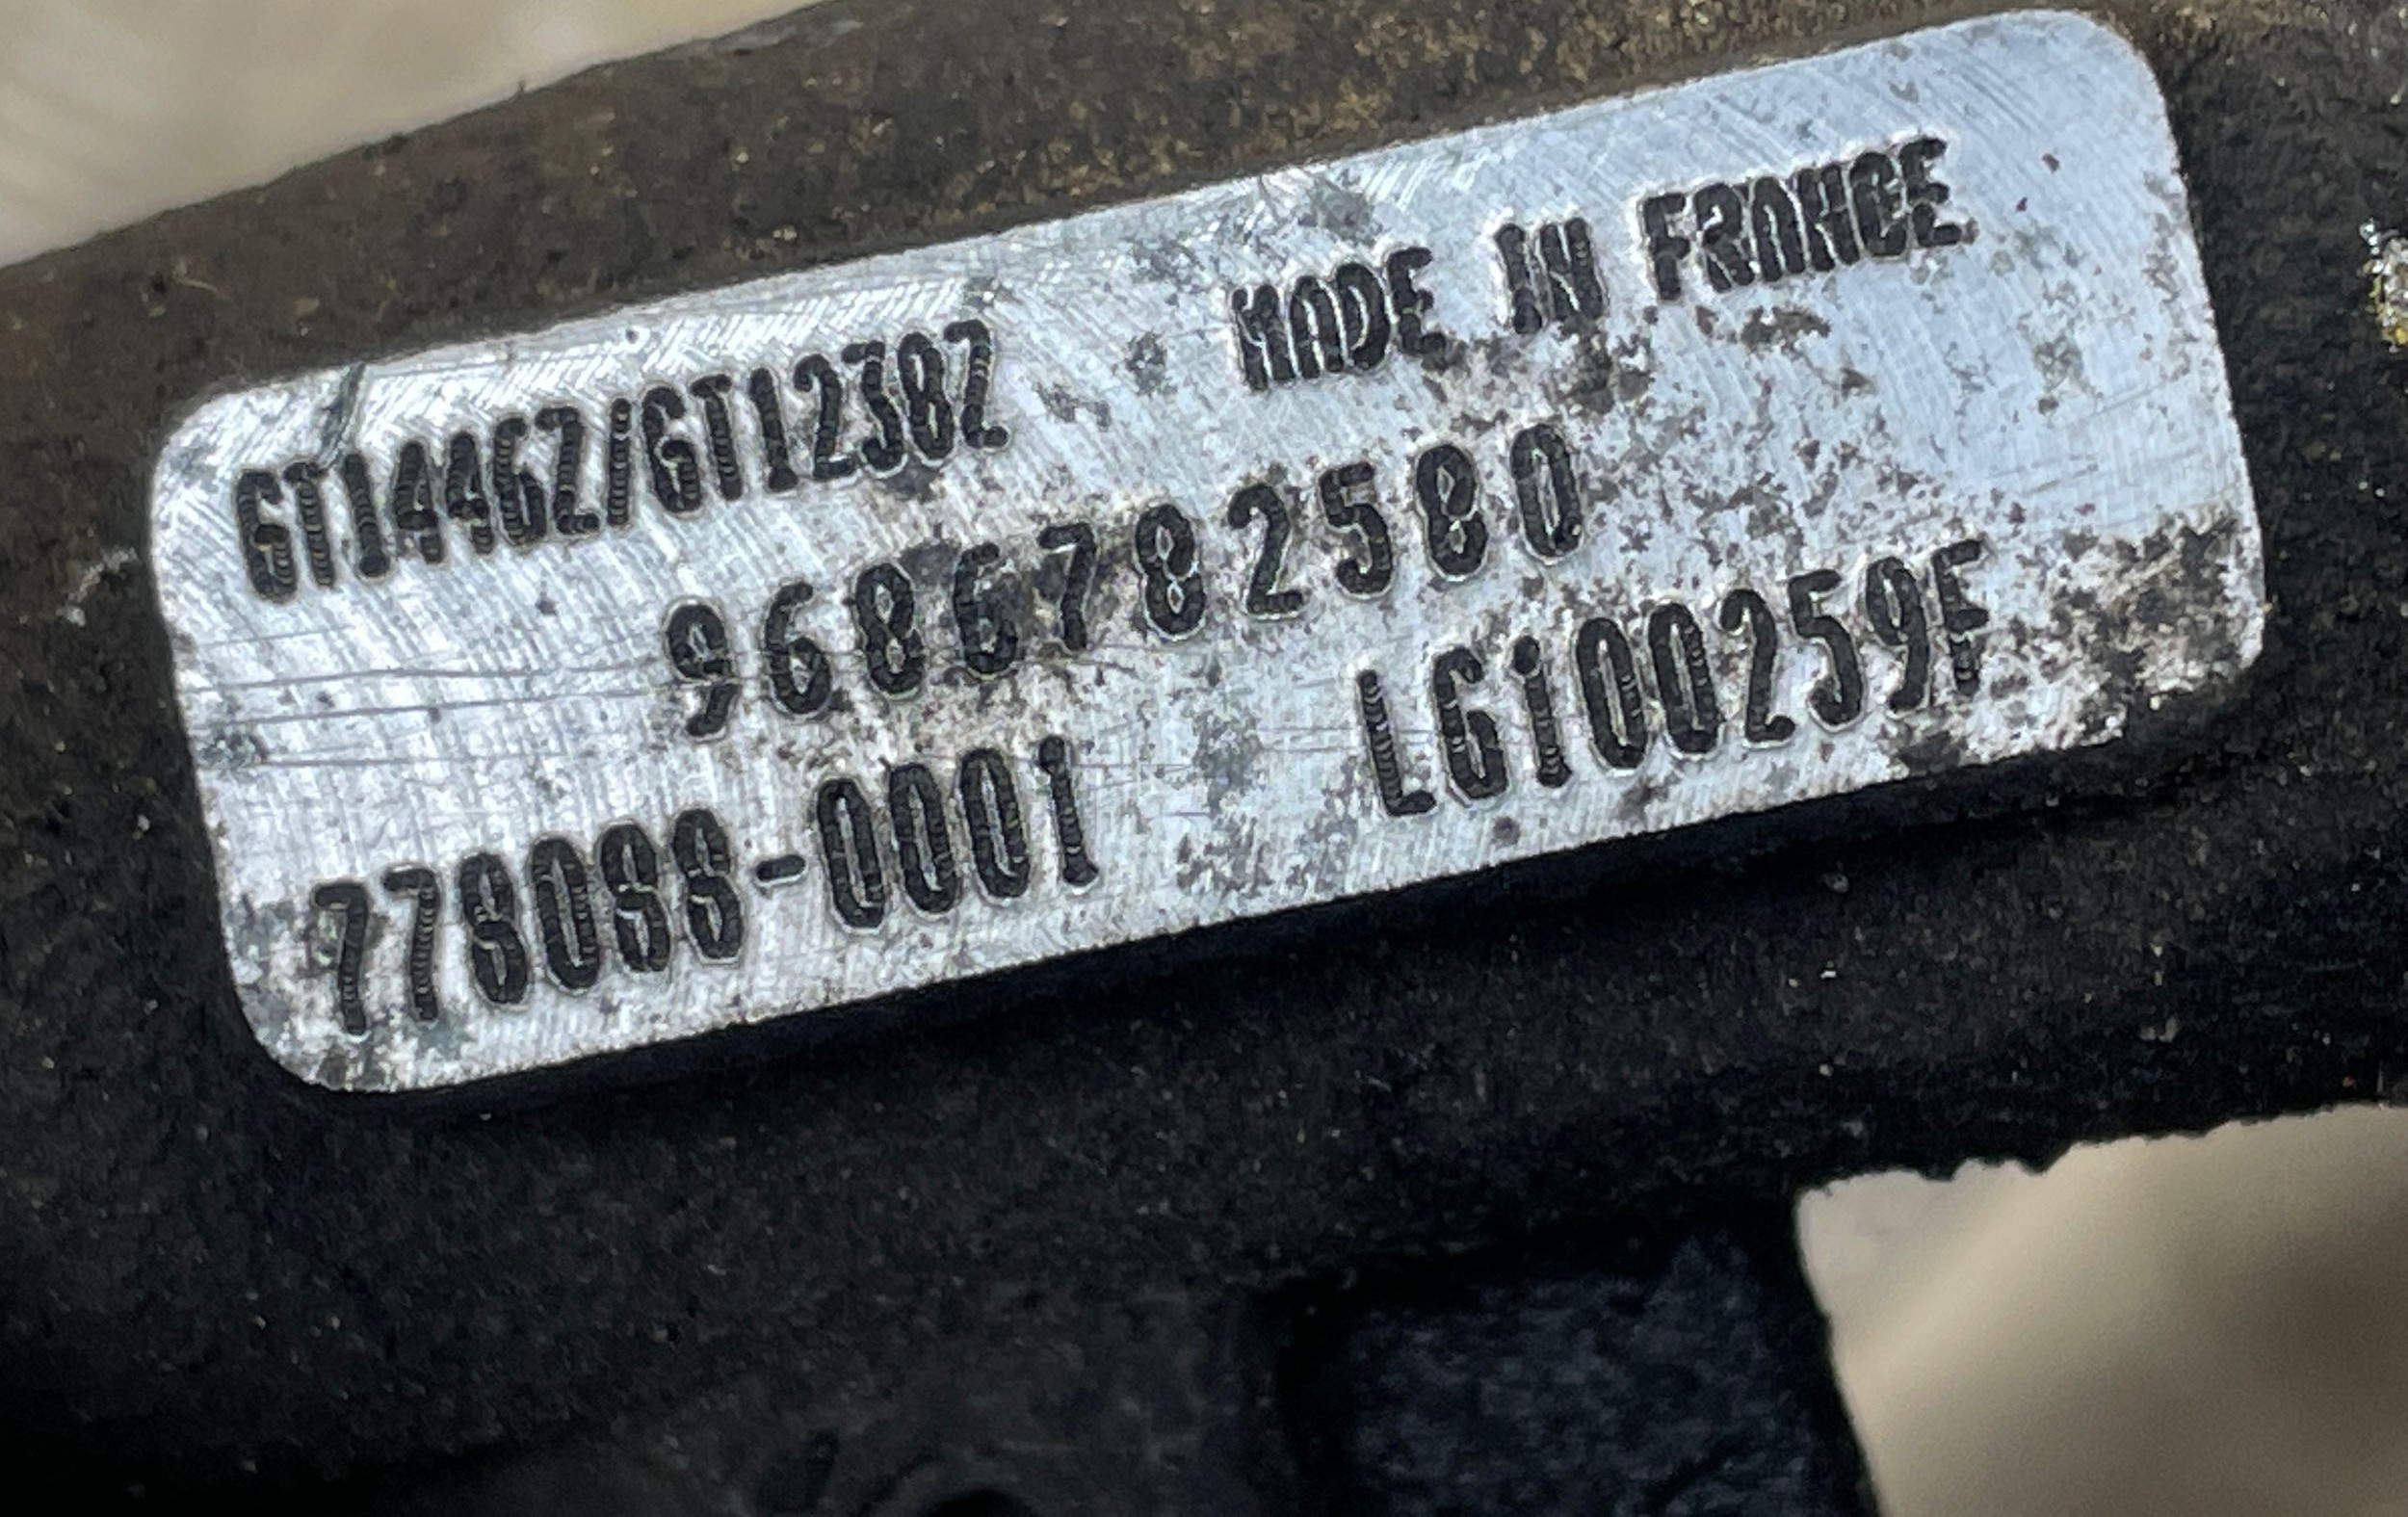 GT1446Z/GT1238Z MADE IN FRANCE
9686782580
778088-0001 LG100259F